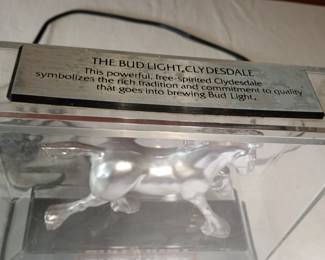 THE BUD LIGHT CLYDESDALE
This powerful, free-spirited Clydesdale
symbolizes the rich tradition and commitment to quality
that goes into brewing Bud Light.